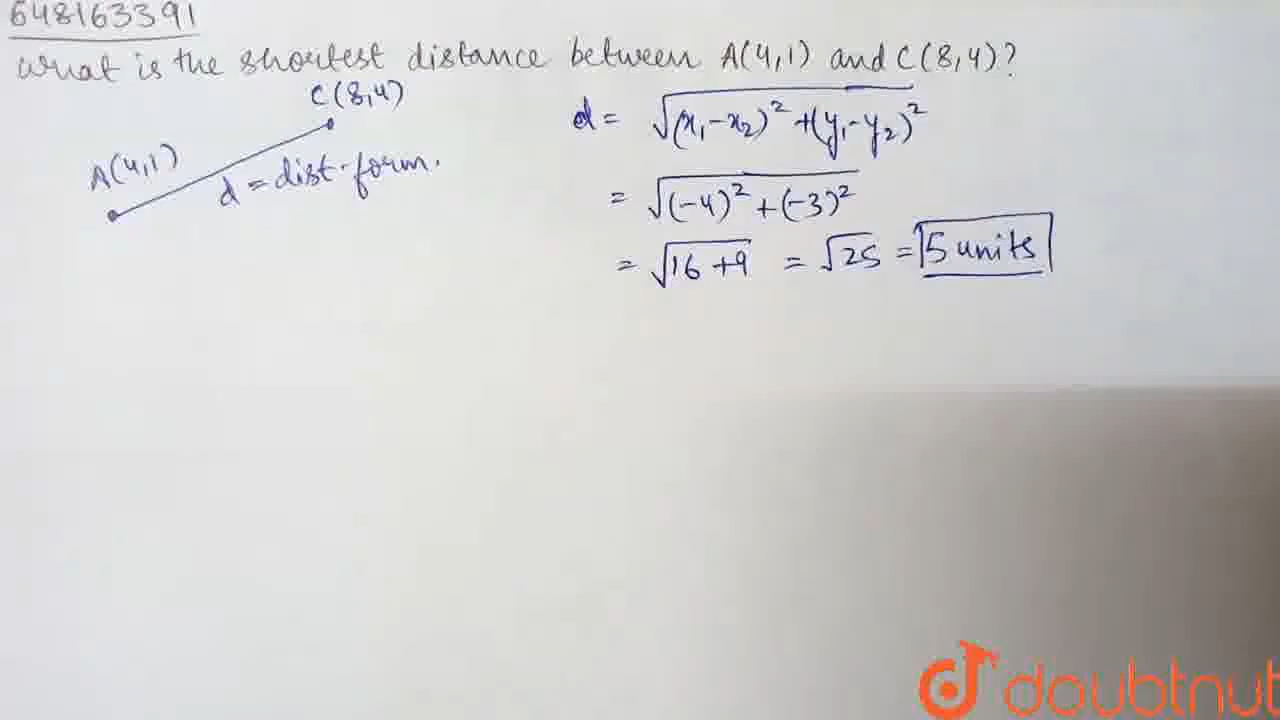 648163391
What is the shortest distance between A(4,1) and C(8,4)?
C(8,4)
A(4,1)
d = dist. form.
d = √(x₁-x₂)² + (y₁-y₂)²
= √(-4)² + (-3)²
= √16+9 = √25 = 5 units
doubtnut